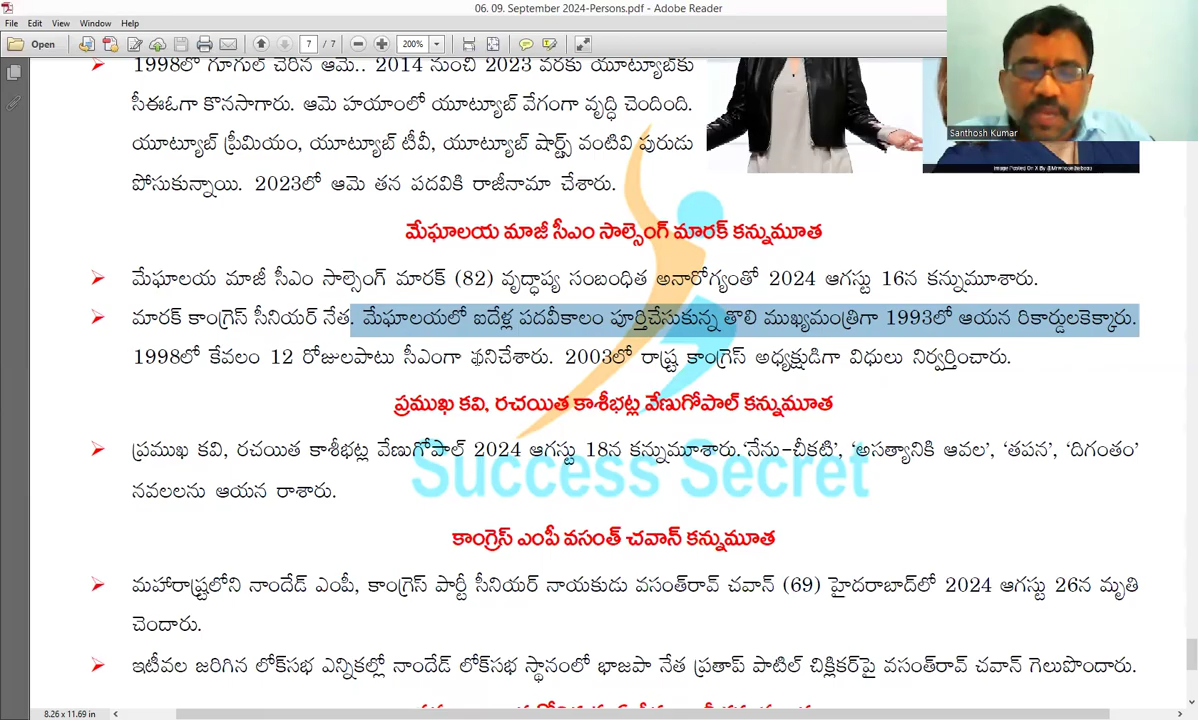 06. 09. September 2024-Persons.pdf - Adobe Reader
File Edit View Window Help
Open 7 / 7 200%
1998లో గూగుల్ చేరిన ఆమె.. 2014 నుంచి 2023 వరకు యూట్యూబ్‌కు
సీఈఓగా కొనసాగారు. ఆమె హయాంలో యూట్యూబ్ వేగంగా వృద్ధి చెందింది.
యూట్యూబ్ ప్రీమియం, యూట్యూబ్ టీవీ, యూట్యూబ్ షార్ట్స్ వంటివి పురుడు
పోసుకున్నాయి. 2023లో ఆమె తన పదవికి రాజీనామా చేశారు.
Santhosh Kumar
మేఘాలయ మాజీ సీఎం సాల్సెంగ్ మారక్ కన్నుమూత
మేఘాలయ మాజీ సీఎం సాల్సెంగ్ మారక్ (82) వృద్ధాప్య సంబంధిత అనారోగ్యంతో 2024 ఆగస్టు 16న కన్నుమూశారు.
మారక్ కాంగ్రెస్ సీనియర్ నేత. మేఘాలయలో ఐదేళ్ల పదవీకాలం పూర్తిచేసుకున్న తొలి ముఖ్యమంత్రిగా 1993లో ఆయన రికార్డులకెక్కారు.
1998లో కేవలం 12 రోజులపాటు సీఎంగా పనిచేశారు. 2003లో రాష్ట్ర కాంగ్రెస్ అధ్యక్షుడిగా విధులు నిర్వర్తించారు.
ప్రముఖ కవి, రచయిత కాశీభట్ల వేణుగోపాల్ కన్నుమూత
ప్రముఖ కవి, రచయిత కాశీభట్ల వేణుగోపాల్ 2024 ఆగస్టు 18న కన్నుమూశారు. ‘నేను-చీకటి’, ‘అసత్యానికి ఆవల’, ‘తపన’, ‘దిగంతం’
నవలలను ఆయన రాశారు.
Success Secret
కాంగ్రెస్ ఎంపీ వసంత్ చవాన్ కన్నుమూత
మహారాష్ట్రలోని నాందేడ్ ఎంపీ, కాంగ్రెస్ పార్టీ సీనియర్ నాయకుడు వసంత్‌రావ్ చవాన్ (69) హైదరాబాద్‌లో 2024 ఆగస్టు 26న మృతి
చెందారు.
ఇటీవల జరిగిన లోక్‌సభ ఎన్నికల్లో నాందేడ్ లోక్‌సభ స్థానంలో భాజపా నేత ప్రతాప్ పాటిల్ చిక్లికర్‌పై వసంత్‌రావ్ చవాన్ గెలుపొందారు.
8.26 x 11.69 in